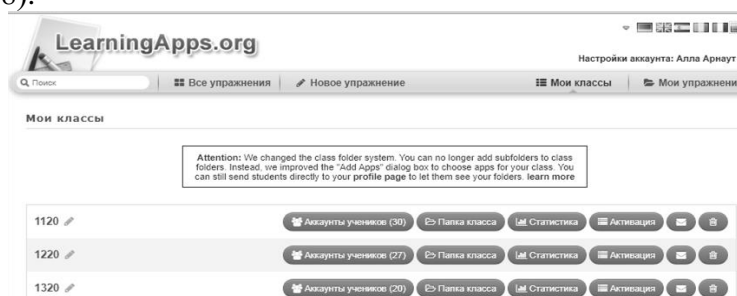 6).
LearningApps.org
Настройки аккаунта: Алла Арнаут
Поиск Все упражнения Новое упражнение Мои классы Мои упражнени
Мои классы
Attention: We changed the class folder system. You can no longer add subfolders to class
folders. Instead, we improved the "Add Apps" dialog box to choose apps for your class. You
can still send students directly to your profile page to let them see your folders. learn more
1120 Аккаунты учеников (30) Папка класса Статистика Активация
1220 Аккаунты учеников (27) Папка класса Статистика Активация
1320 Аккаунты учеников (20) Папка класса Статистика Активация